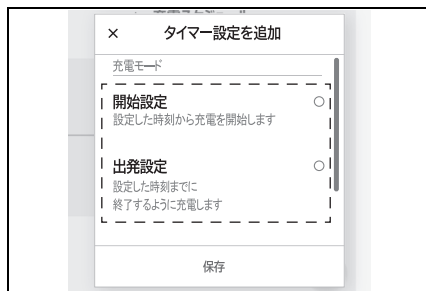 × タイマー設定を追加
充電モード
開始設定
設定した時刻から充電を開始します
出発設定
設定した時刻までに
終了するように充電します
保存